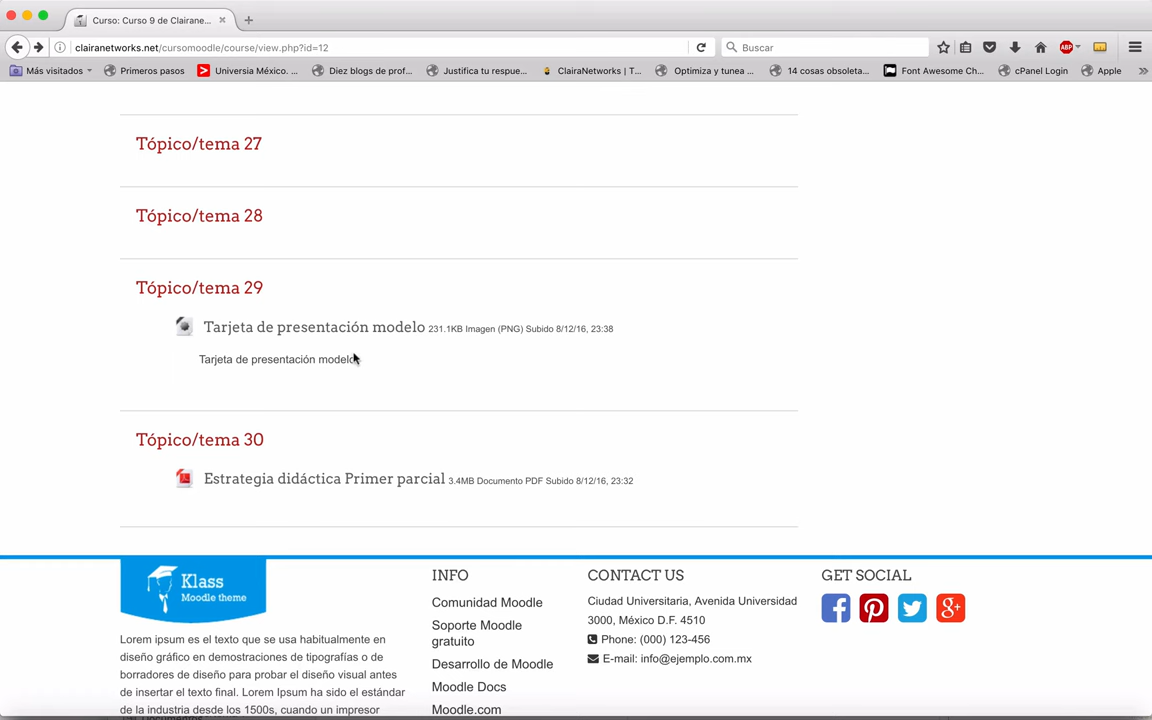 Curso: Curso 9 de Clairane...
clairanetworks.net/cursomoodle/course/view.php?id=12
Buscar
ABP
Más visitados
Primeros pasos
Universia México. ...
Diez blogs de prof...
Justifica tu respue...
ClairaNetworks | T...
Optimiza y tunea ...
14 cosas obsoleta...
Font Awesome Ch...
cPanel Login
Apple
Tópico/tema 27
Tópico/tema 28
Tópico/tema 29
Tarjeta de presentación modelo 231.1KB Imagen (PNG) Subido 8/12/16, 23:38
Tarjeta de presentación modelo
Tópico/tema 30
Estrategia didáctica Primer parcial 3.4MB Documento PDF Subido 8/12/16, 23:32
Klass
Moodle theme
Lorem ipsum es el texto que se usa habitualmente en
diseño gráfico en demostraciones de tipografías o de
borradores de diseño para probar el diseño visual antes
de insertar el texto final. Lorem Ipsum ha sido el estándar
de la industria desde los 1500s, cuando un impresor
INFO
Comunidad Moodle
Soporte Moodle
gratuito
Desarrollo de Moodle
Moodle Docs
Moodle.com
CONTACT US
Ciudad Universitaria, Avenida Universidad
3000, México D.F. 4510
Phone: (000) 123-456
E-mail: info@ejemplo.com.mx
GET SOCIAL